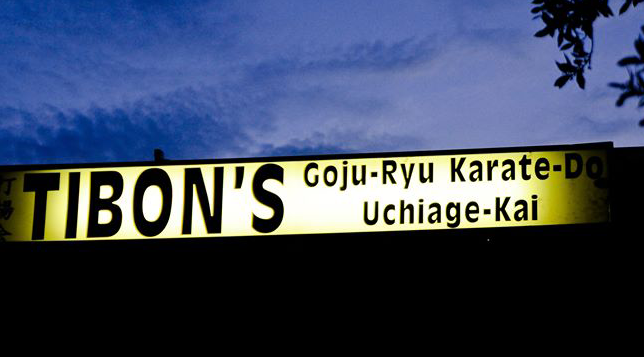 TIBON'S
Goju-Ryu Karate-Do
Uchiage-Kai